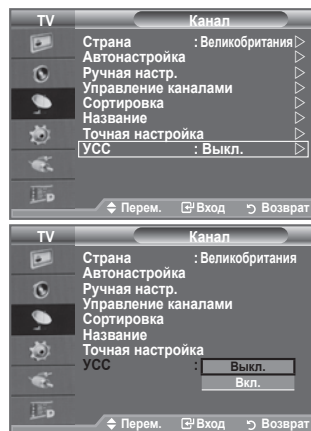 TV Канал
Страна : Великобритания
Автонастройка
Ручная настр.
Управление каналами
Сортировка
Название
Точная настройка
УСС : Выкл.
Перем. Вход Возврат
TV Канал
Страна : Великобритания
Автонастройка
Ручная настр.
Управление каналами
Сортировка
Название
Точная настройка
УСС : Выкл.
Вкл.
Перем. Вход Возврат